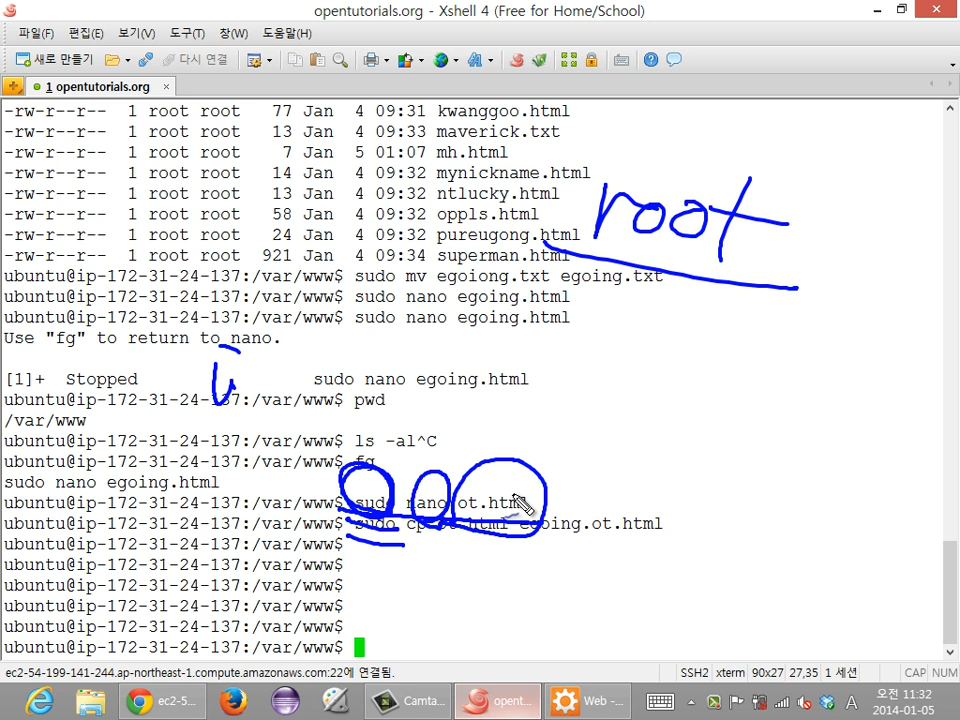 opentutorials.org - Xshell 4 (Free for Home/School)
파일(F) 편집(E) 보기(V) 도구(T) 창(W) 도움말(H)
새로 만들기 다시 연결
1 opentutorials.org
-rw-r--r-- 1 root root 77 Jan 4 09:31 kwanggoo.html
-rw-r--r-- 1 root root 13 Jan 4 09:33 maverick.txt
-rw-r--r-- 1 root root 7 Jan 5 01:07 mh.html
-rw-r--r-- 1 root root 14 Jan 4 09:32 mynickname.html
-rw-r--r-- 1 root root 13 Jan 4 09:32 ntlucky.html
-rw-r--r-- 1 root root 58 Jan 4 09:32 oppls.html
root
-rw-r--r-- 1 root root 24 Jan 4 09:32 pureugong.html
-rw-r--r-- 1 root root 921 Jan 4 09:34 superman.html
ubuntu@ip-172-31-24-137:/var/www$ sudo mv egoiong.txt egoing.txt
ubuntu@ip-172-31-24-137:/var/www$ sudo nano egoing.html
ubuntu@ip-172-31-24-137:/var/www$ sudo nano egoing.html
Use "fg" to return to nano.
[1]+ Stopped sudo nano egoing.html
ubuntu@ip-172-31-24-137:/var/www$ pwd
/var/www
ubuntu@ip-172-31-24-137:/var/www$ ls -al^C
ubuntu@ip-172-31-24-137:/var/www$ fg
sudo nano egoing.html
ubuntu@ip-172-31-24-137:/var/www$ sudo nano ot.html
ubuntu@ip-172-31-24-137:/var/www$ sudo cp ot.html egoing.ot.html
ubuntu@ip-172-31-24-137:/var/www$
ubuntu@ip-172-31-24-137:/var/www$
ubuntu@ip-172-31-24-137:/var/www$
ubuntu@ip-172-31-24-137:/var/www$
ubuntu@ip-172-31-24-137:/var/www$
ubuntu@ip-172-31-24-137:/var/www$
ec2-54-199-141-244.ap-northeast-1.compute.amazonaws.com:22에 연결됨. SSH2 xterm 90x27 27,35 1 세션 CAP NUM
ec2-5... Camta... opent... Web -... A 오전 11:32
2014-01-05